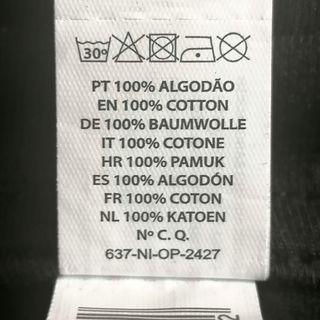 30°
PT 100% ALGODÃO
EN 100% COTTON
DE 100% BAUMWOLLE
IT 100% COTONE
HR 100% PAMUK
ES 100% ALGODÓN
FR 100% COTON
NL 100% KATOEN
Nº C. Q.
637-NI-OP-2427
2